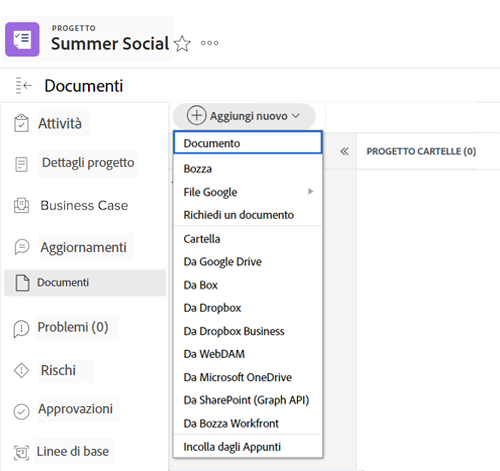 PROGETTO
Summer Social
Documenti
Attività
Dettagli progetto
Business Case
Aggiornamenti
Documenti
Problemi (0)
Rischi
Approvazioni
Linee di base
Aggiungi nuovo
Documento
Bozza
File Google
Richiedi un documento
Cartella
Da Google Drive
Da Box
Da Dropbox
Da Dropbox Business
Da WebDAM
Da Microsoft OneDrive
Da SharePoint (Graph API)
Da Bozza Workfront
Incolla dagli Appunti
PROGETTO CARTELLE (0)